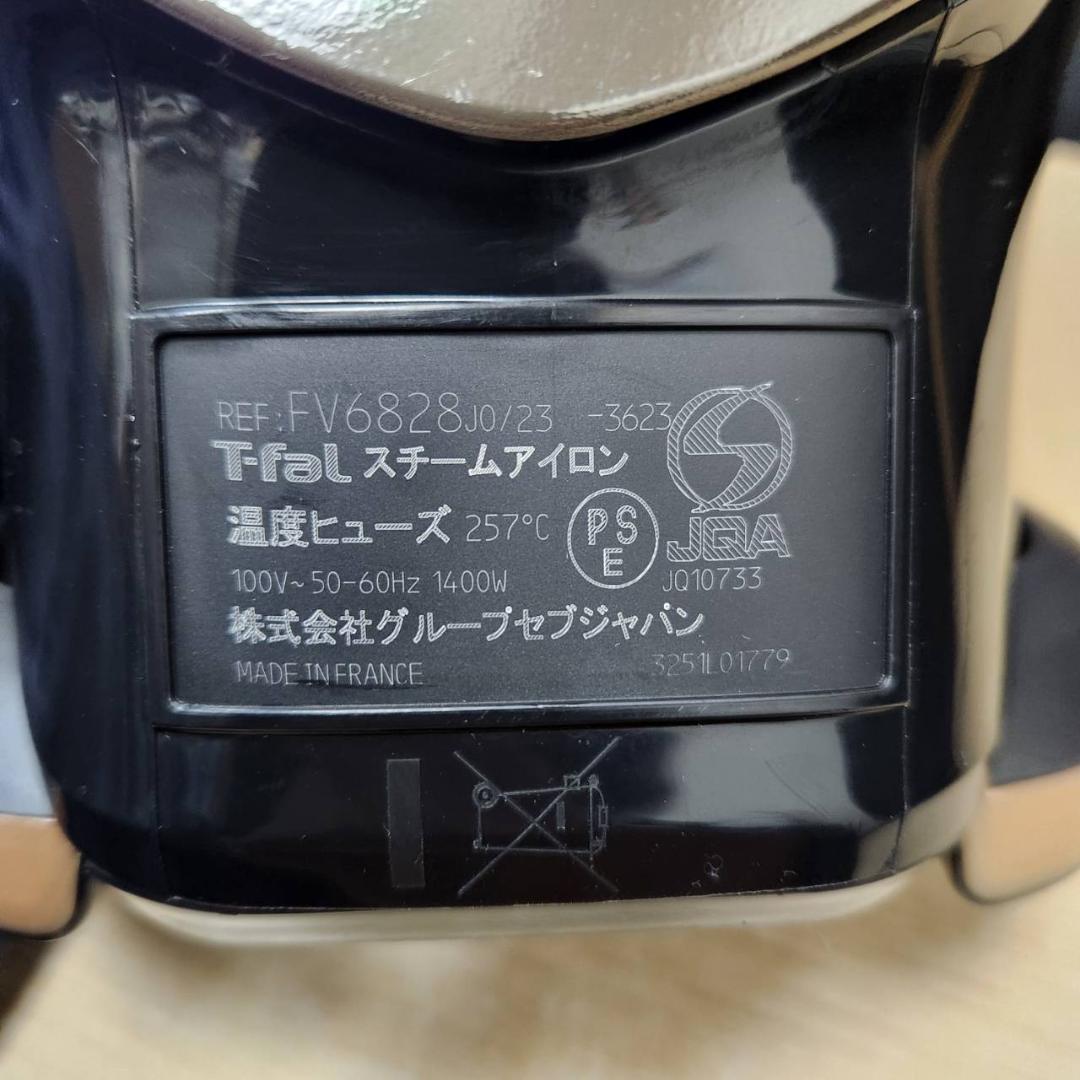 REF:FV6828J0/23 -3623
T-fal スチームアイロン
温度ヒューズ 257°C
PS
E
JQA
100V~50-60Hz 1400W
JQ10733
株式会社グループセブジャパン
MADE IN FRANCE
3251L01779